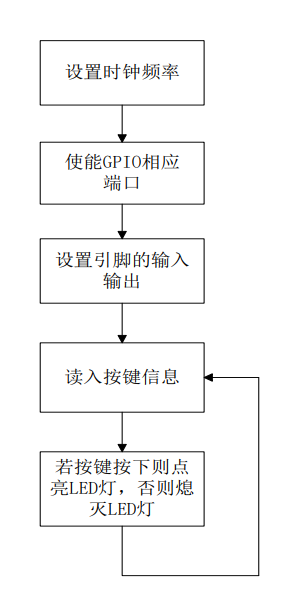 设置时钟频率
使能GPIO相应
端口
设置引脚的输入
输出
读入按键信息
若按键按下则点
亮LED灯，否则熄
灭LED灯